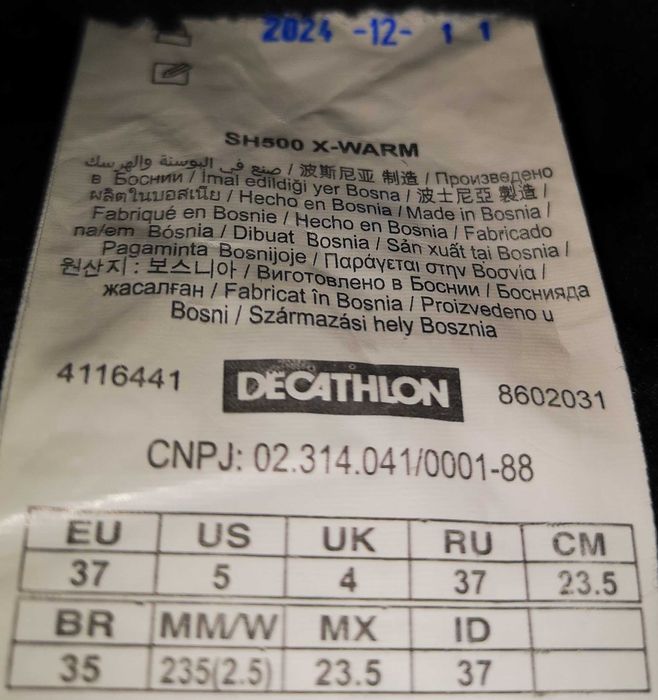 2024 -12- 11
SH500 X-WARM
صنع في البوسنة والهرسك / 波斯尼亚 制造 / Произведено
в Боснии / İmal edildiği yer Bosna / 波士尼亞 製造 /
ผลิตในบอสเนีย / Hecho en Bosnia / Made in Bosnia /
Fabriqué en Bosnie / Hecho en Bosnia / Fabricado
na/em Bósnia / Dibuat Bosnia / Sản xuất tại Bosnia /
Pagaminta Bosnijoje / Παράγεται στην Βοσνία /
원산지 : 보스니아 / Виготовлено в Боснии / Боснияда
жасалған / Fabricat în Bosnia / Proizvedeno u
Bosni / Származási hely Bosznia
4116441 DECATHLON 8602031
CNPJ: 02.314.041/0001-88
EU US UK RU CM
37 5 4 37 23.5
BR MM/W MX ID
35 235(2.5) 23.5 37